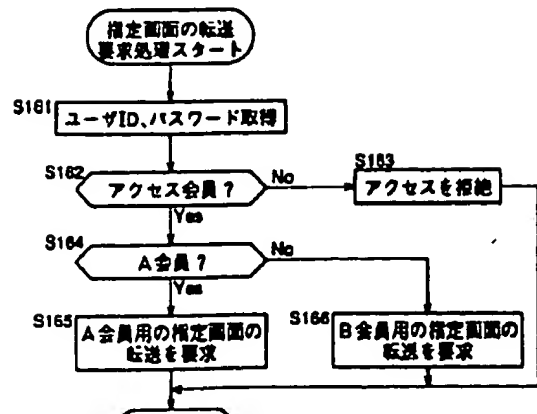 指定画面の転送
要求処理スタート
S161
ユーザID、パスワード取得
S162
アクセス会員？
No
S163
アクセスを拒絶
Yes
S164
A会員？
No
Yes
S165
A会員用の指定画面の
転送を要求
S166
B会員用の指定画面の
転送を要求